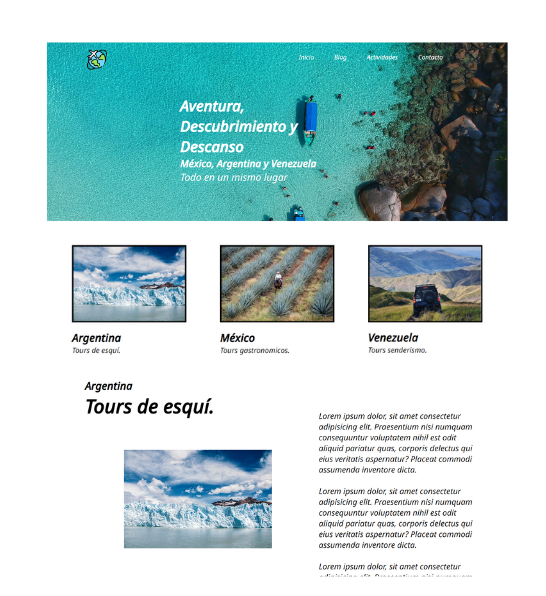 Inicio Blog Actividades Contacto
Aventura,
Descubrimiento y
Descanso
México, Argentina y Venezuela
Todo en un mismo lugar
Argentina
Tours de esquí.
México
Tours gastronomicos.
Venezuela
Tours senderismo.
Argentina
Tours de esquí.
Lorem ipsum dolor, sit amet consectetur
adipisicing elit. Praesentium nisi numquam
consequuntur voluptatem nihil est odit
aliquid pariatur quas, corporis delectus qui
eius veritatis aspernatur? Placeat commodi
assumenda inventore dicta.
Lorem ipsum dolor, sit amet consectetur
adipisicing elit. Praesentium nisi numquam
consequuntur voluptatem nihil est odit
aliquid pariatur quas, corporis delectus qui
eius veritatis aspernatur? Placeat commodi
assumenda inventore dicta.
Lorem ipsum dolor, sit amet consectetur